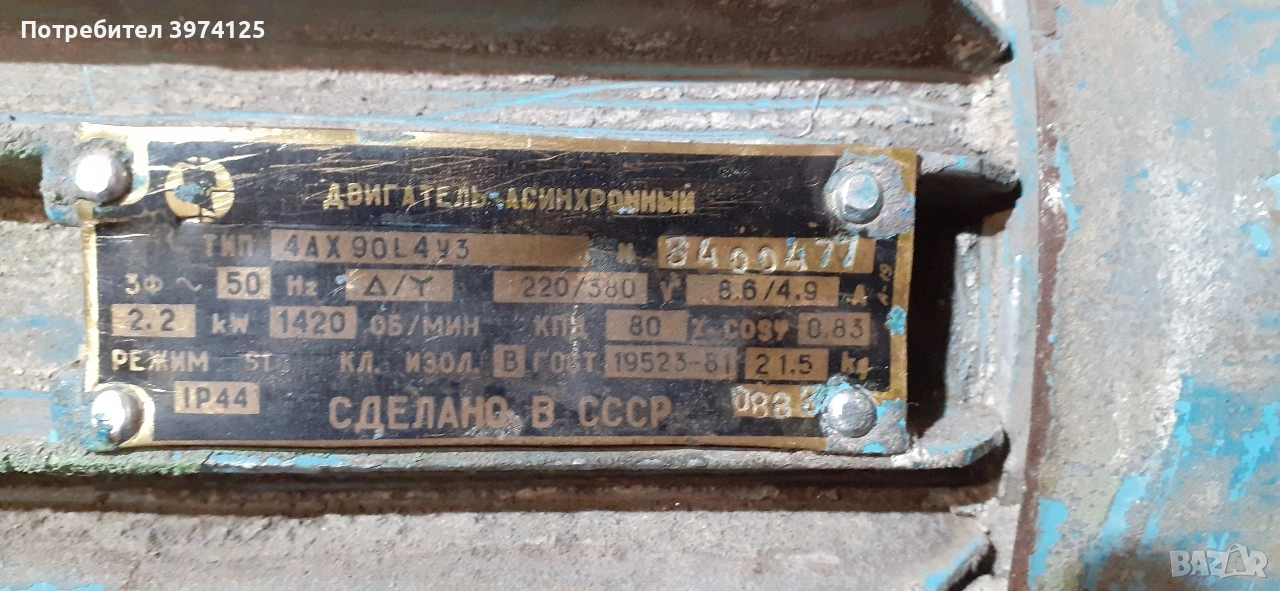 Потребител 3974125
ДВИГАТЕЛЬ АСИНХРОННЫЙ
ТИП 4АХ90L4У3 N 8400477
3Ф ~ 50 Hz Δ/Y 220/380 V 8.6/4.9 A
2.2 kW 1420 ОБ/МИН КПД 80 % COSφ 0.83
РЕЖИМ S1 КЛ. ИЗОЛ. B ГОСТ 19523-81 21.5 kg
IP44 СДЕЛАНО В СССР
BAZAR